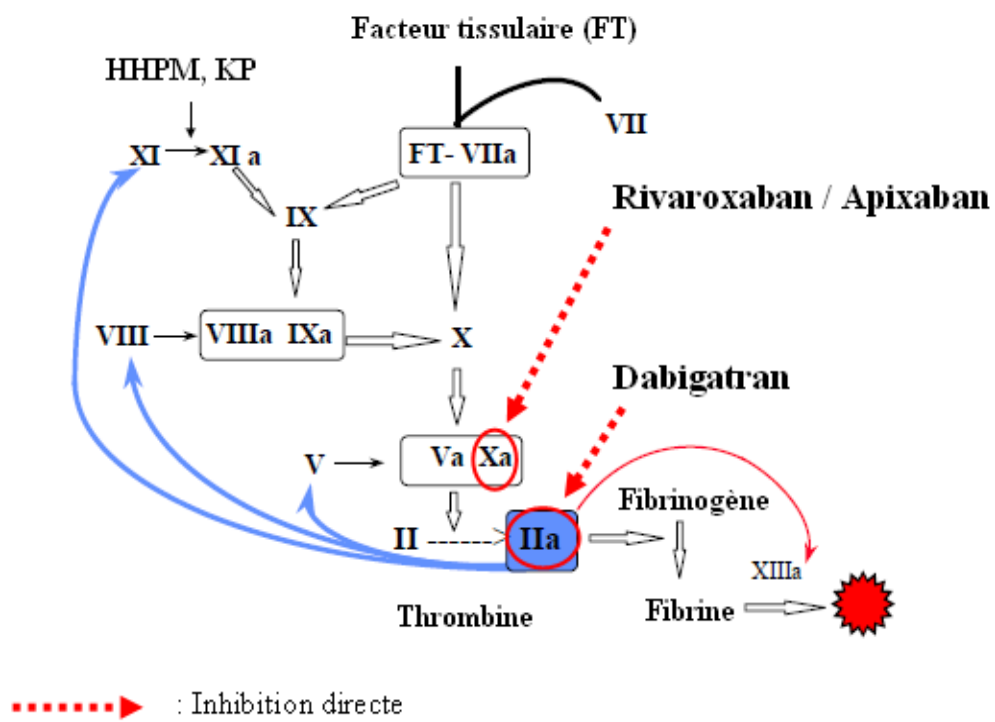 Facteur tissulaire (FT)
HHPM, KP
VII
XI XI a
FT- VIIa
Rivaroxaban / Apixaban
IX
VIII VIIIa IXa X
Dabigatran
V Va Xa
Fibrinogène
II IIa
XIIIa
Thrombine Fibrine
: Inhibition directe